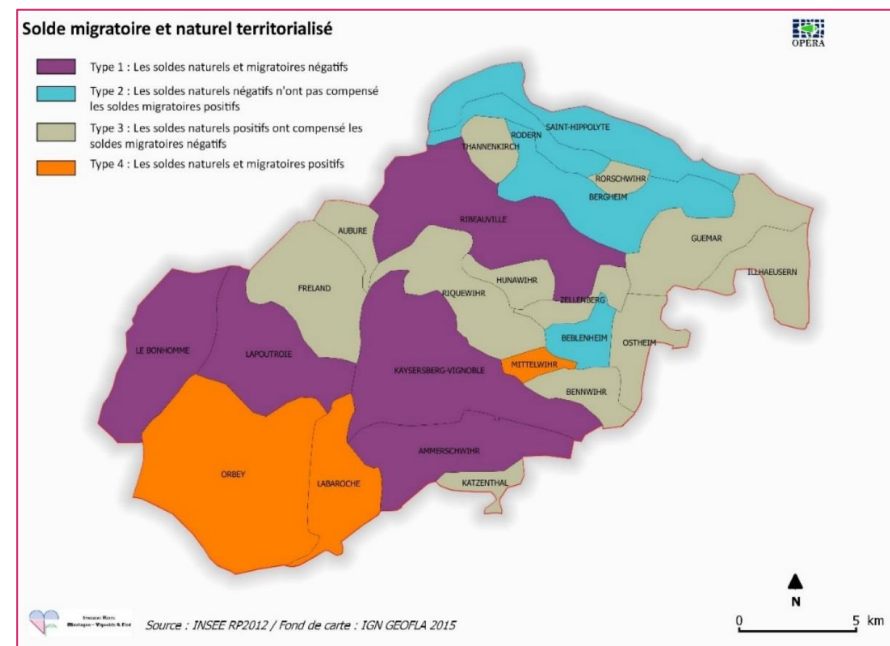 Solde migratoire et naturel territorialisé
OPERA
Type 1 : Les soldes naturels et migratoires négatifs
Type 2 : Les soldes naturels négatifs n'ont pas compensé
les soldes migratoires positifs
Type 3 : Les soldes naturels positifs ont compensé les
soldes migratoires négatifs
Type 4 : Les soldes naturels et migratoires positifs
SAINT-HIPPOLYTE
RODERN
THANNENKIRCH
RORSCHWIHR
BERGHEIM
RIBEAUVILLE
AUBURE
GUEMAR
ILLHAEUSERN
HUNAWIHR
FRELAND
RIQUEWIHR
ZELLENBERG
BEBLENHEIM
OSTHEIM
LE BONHOMME
LAPOUTROIE
MITTELWIHR
KAYSERSBERG-VIGNOBLE
BENNWIHR
AMMERSCHWIHR
ORBEY
LABAROCHE
KATZENTHAL
N
0 5 km
Montagne - Vignoble & Ried
Source : INSEE RP2012 / Fond de carte : IGN GEOFLA 2015